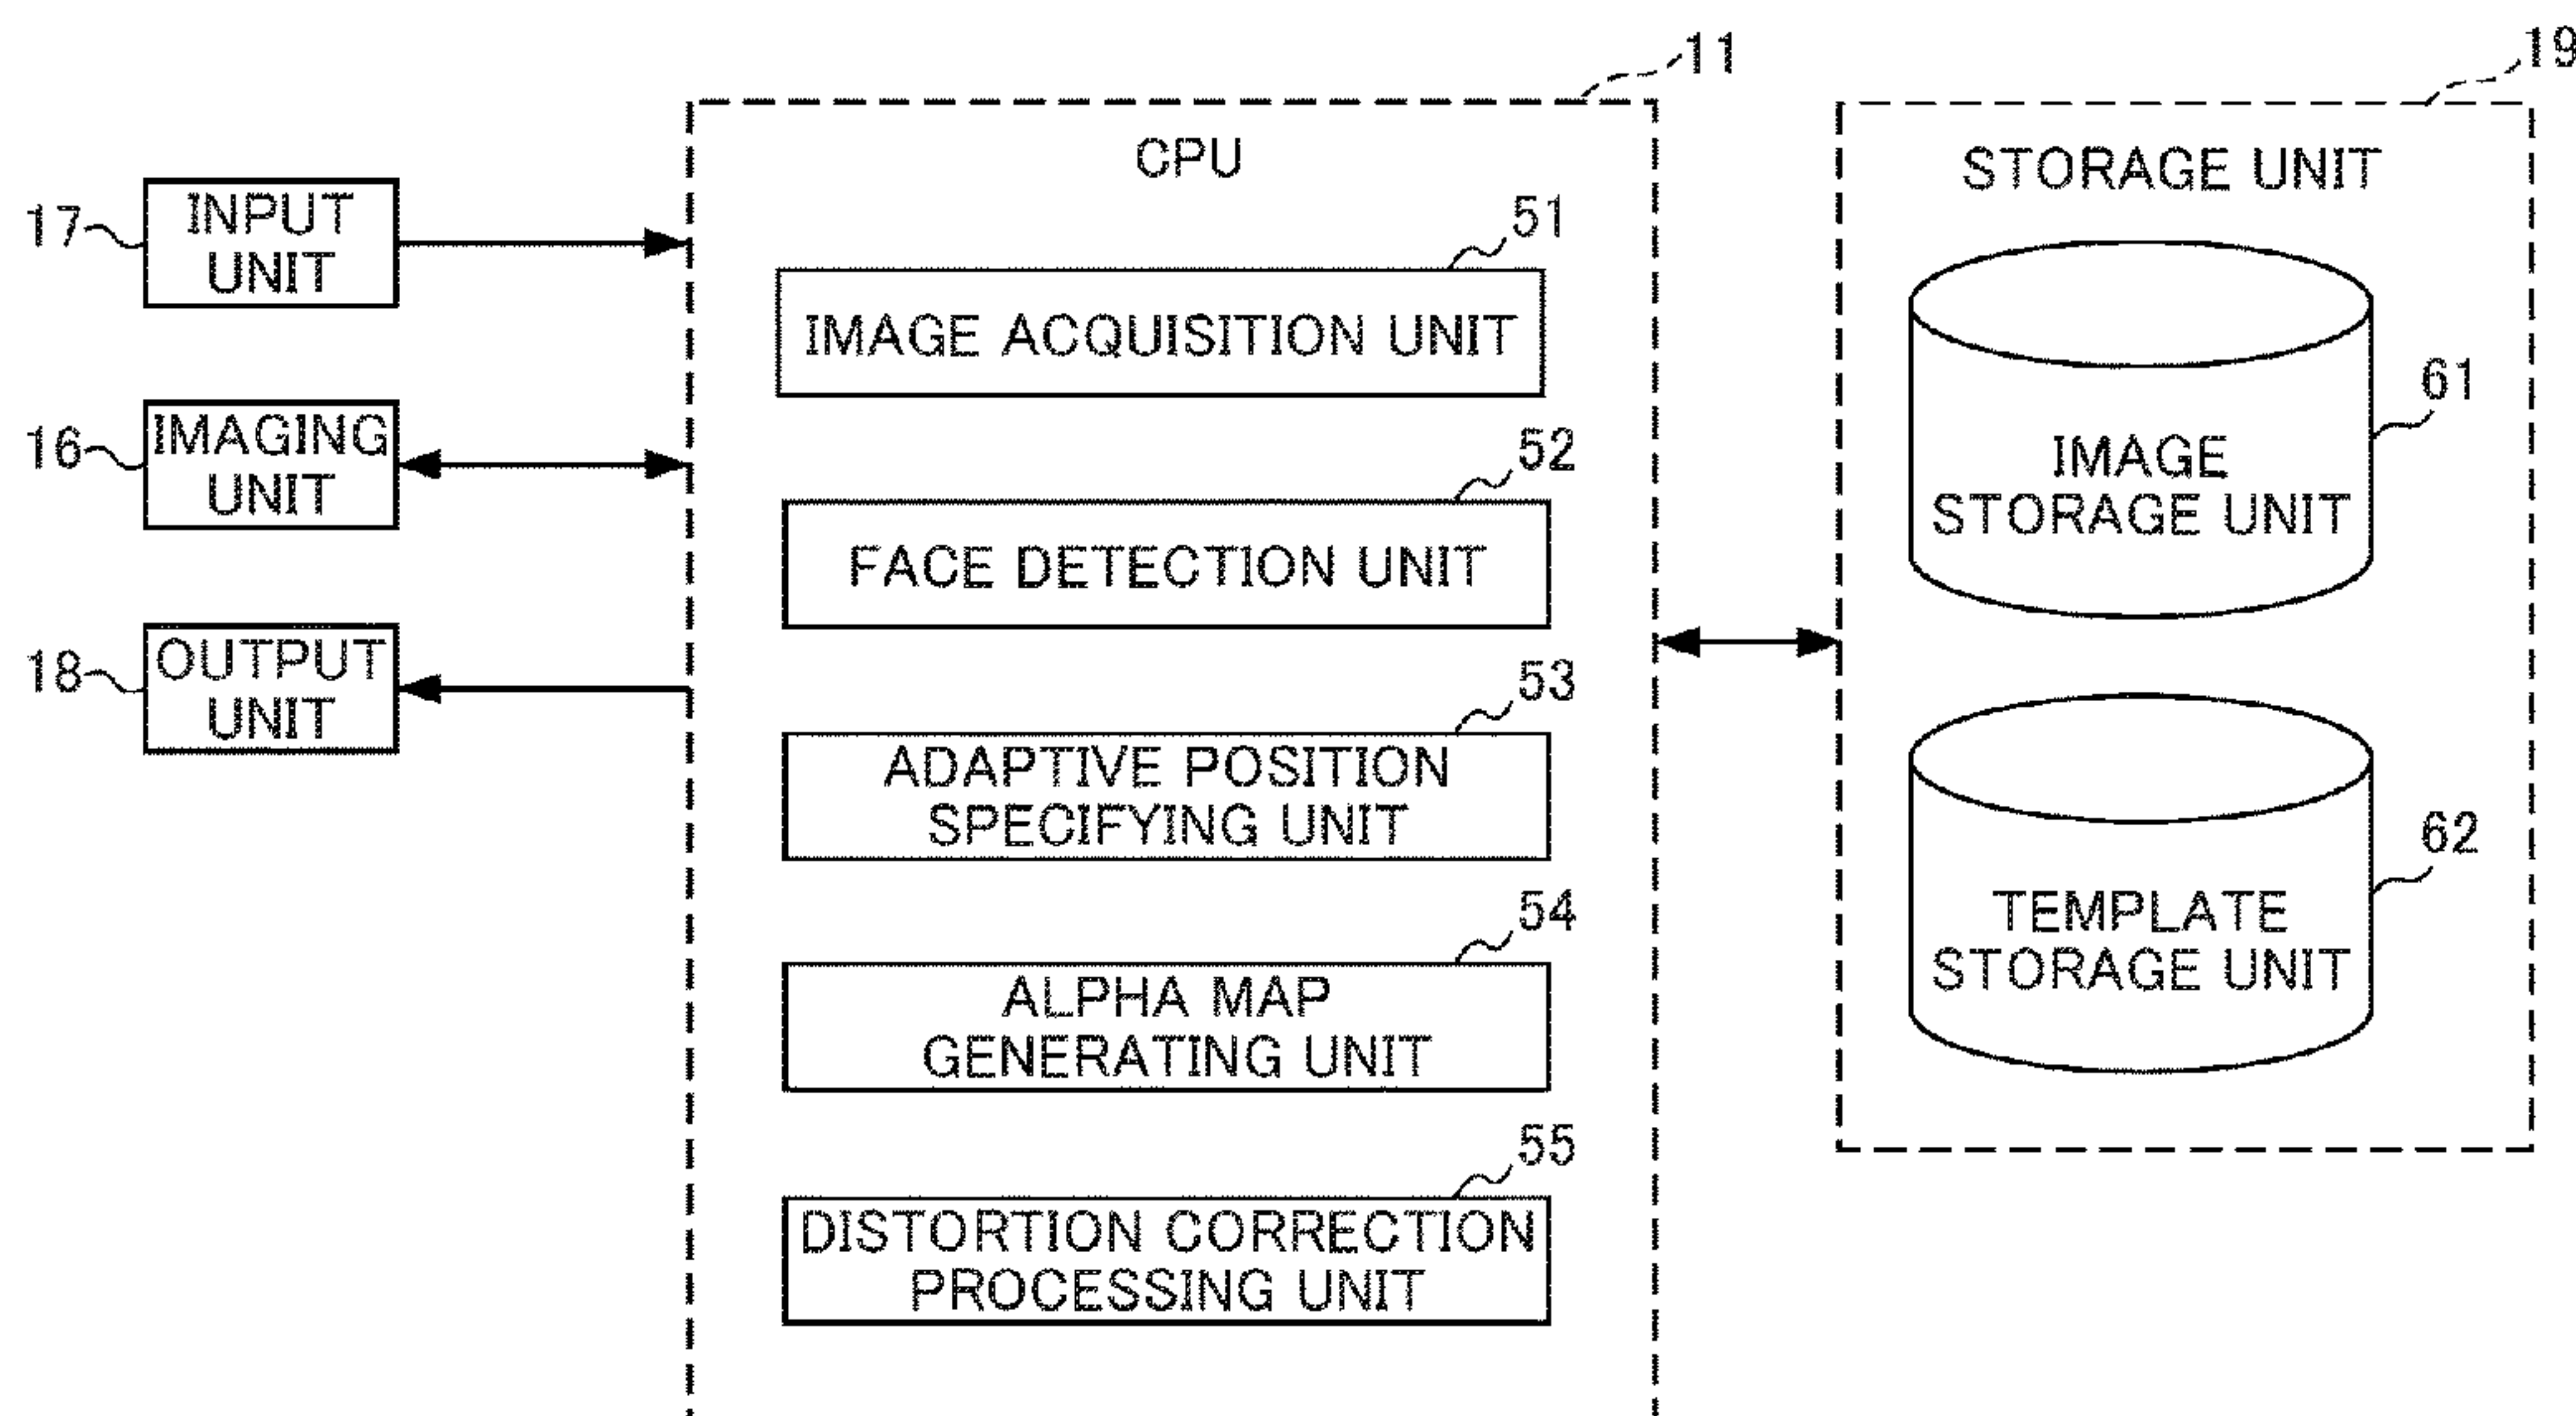 11
19
CPU
STORAGE UNIT
17
INPUT
UNIT
51
IMAGE ACQUISITION UNIT
16
IMAGING
UNIT
52
FACE DETECTION UNIT
61
IMAGE
STORAGE UNIT
18
OUTPUT
UNIT
53
ADAPTIVE POSITION
SPECIFYING UNIT
62
TEMPLATE
STORAGE UNIT
54
ALPHA MAP
GENERATING UNIT
55
DISTORTION CORRECTION
PROCESSING UNIT